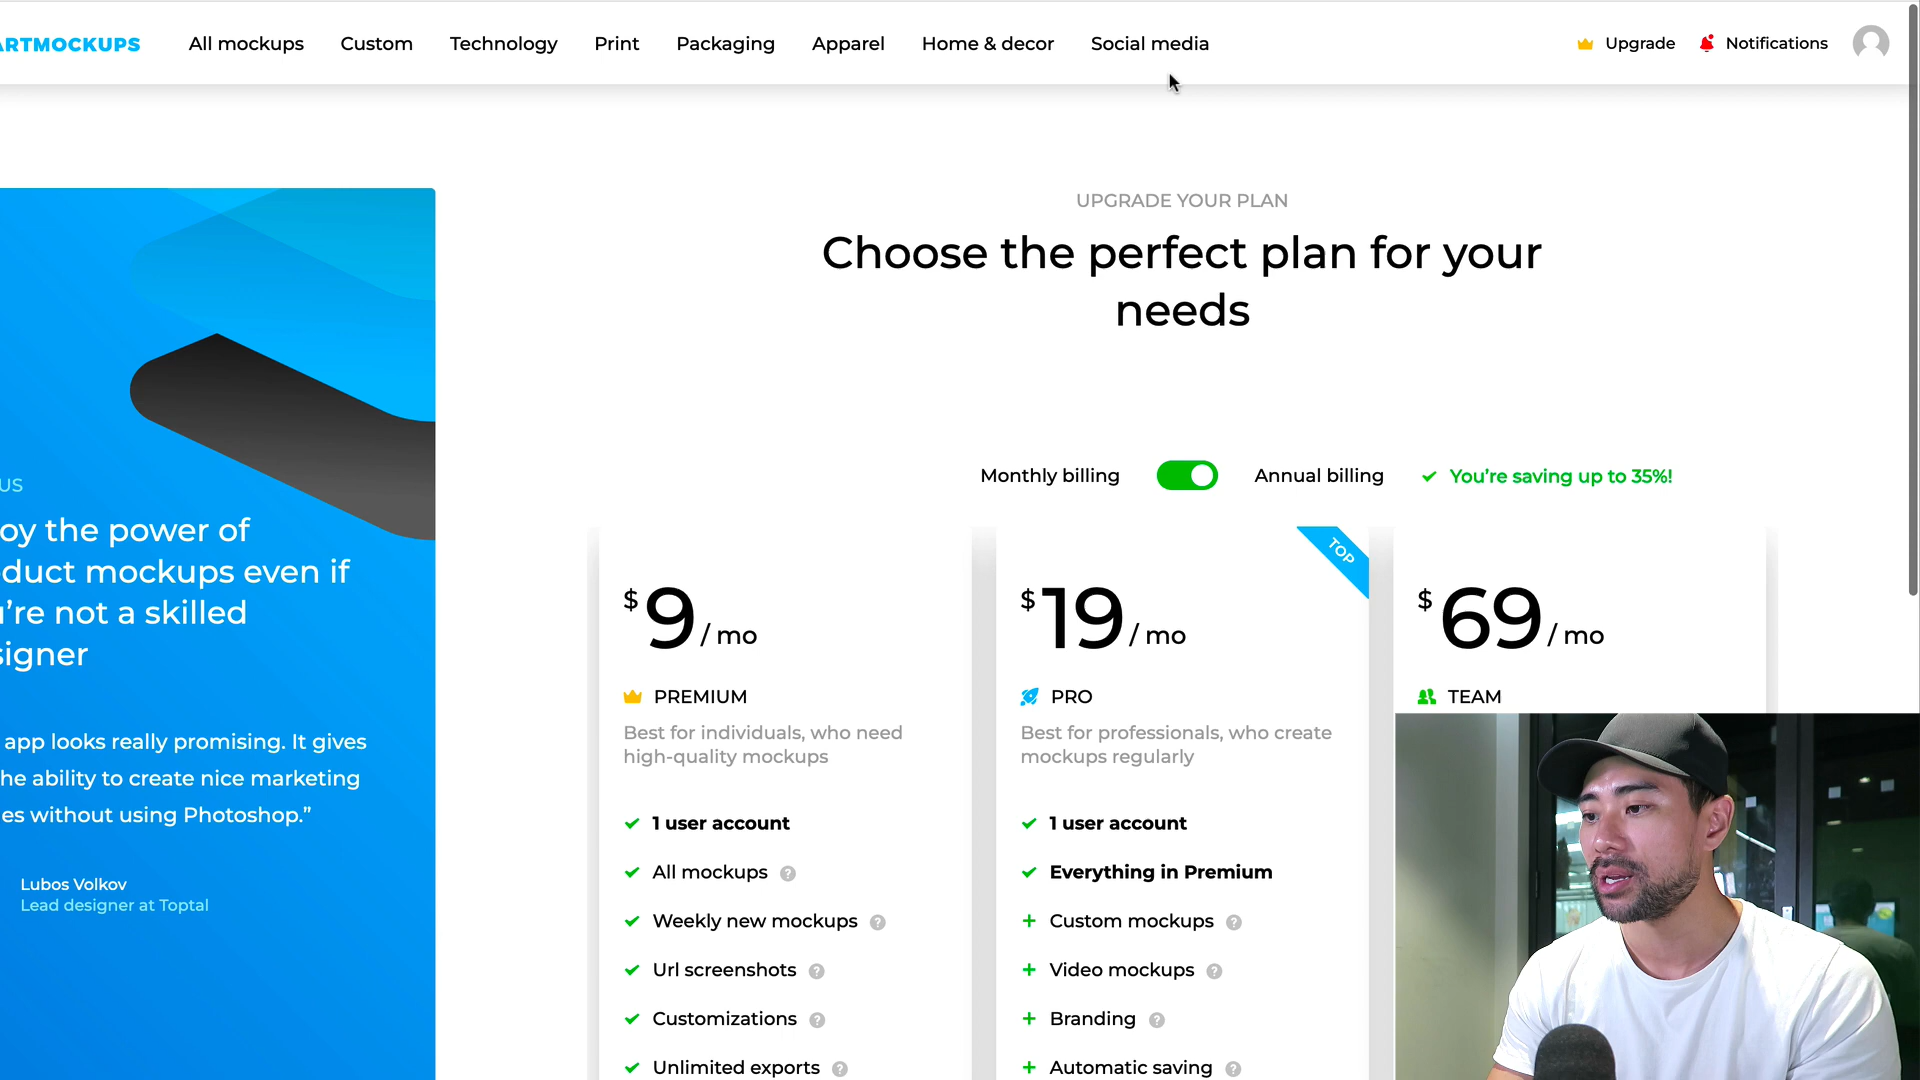 ARTMOCKUPS
All mockups
Custom
Technology
Print
Packaging
Apparel
Home & decor
Social media
Upgrade
Notifications
US
oy the power of
duct mockups even if
u're not a skilled
signer
app looks really promising. It gives
he ability to create nice marketing
es without using Photoshop.”
Lubos Volkov
Lead designer at Toptal
UPGRADE YOUR PLAN
Choose the perfect plan for your
needs
Monthly billing
Annual billing
You're saving up to 35%!
$9 / mo
PREMIUM
Best for individuals, who need
high-quality mockups
1 user account
All mockups ?
Weekly new mockups ?
Url screenshots ?
Customizations ?
Unlimited exports ?
TOP
$19 / mo
PRO
Best for professionals, who create
mockups regularly
1 user account
Everything in Premium
Custom mockups ?
Video mockups ?
Branding ?
Automatic saving ?
$69 / mo
TEAM